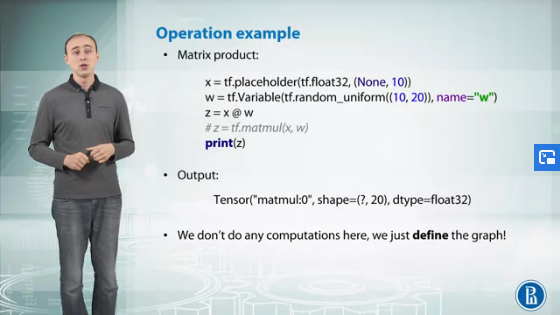 Operation example
• Matrix product:
x = tf.placeholder(tf.float32, (None, 10))
w = tf.Variable(tf.random_uniform((10, 20)), name="w")
z = x @ w
# z = tf.matmul(x, w)
print(z)
• Output:
Tensor("matmul:0", shape=(?, 20), dtype=float32)
• We don't do any computations here, we just define the graph!